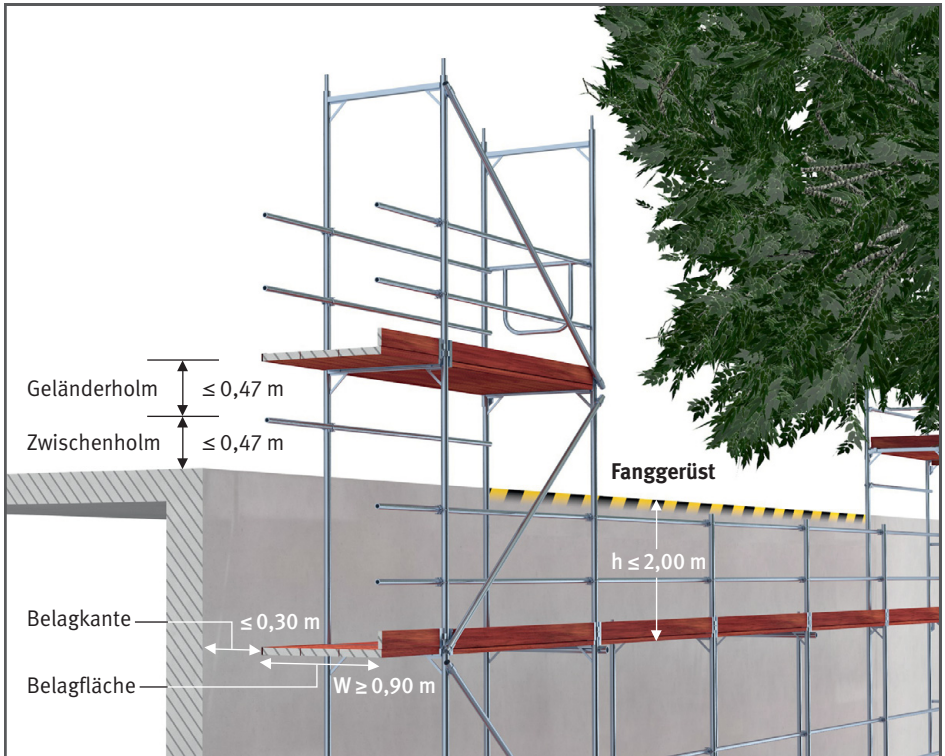 Geländerholm ≤ 0,47 m
Zwischenholm ≤ 0,47 m
Fanggerüst
h ≤ 2,00 m
Belagkante ≤ 0,30 m
Belagfläche W ≥ 0,90 m